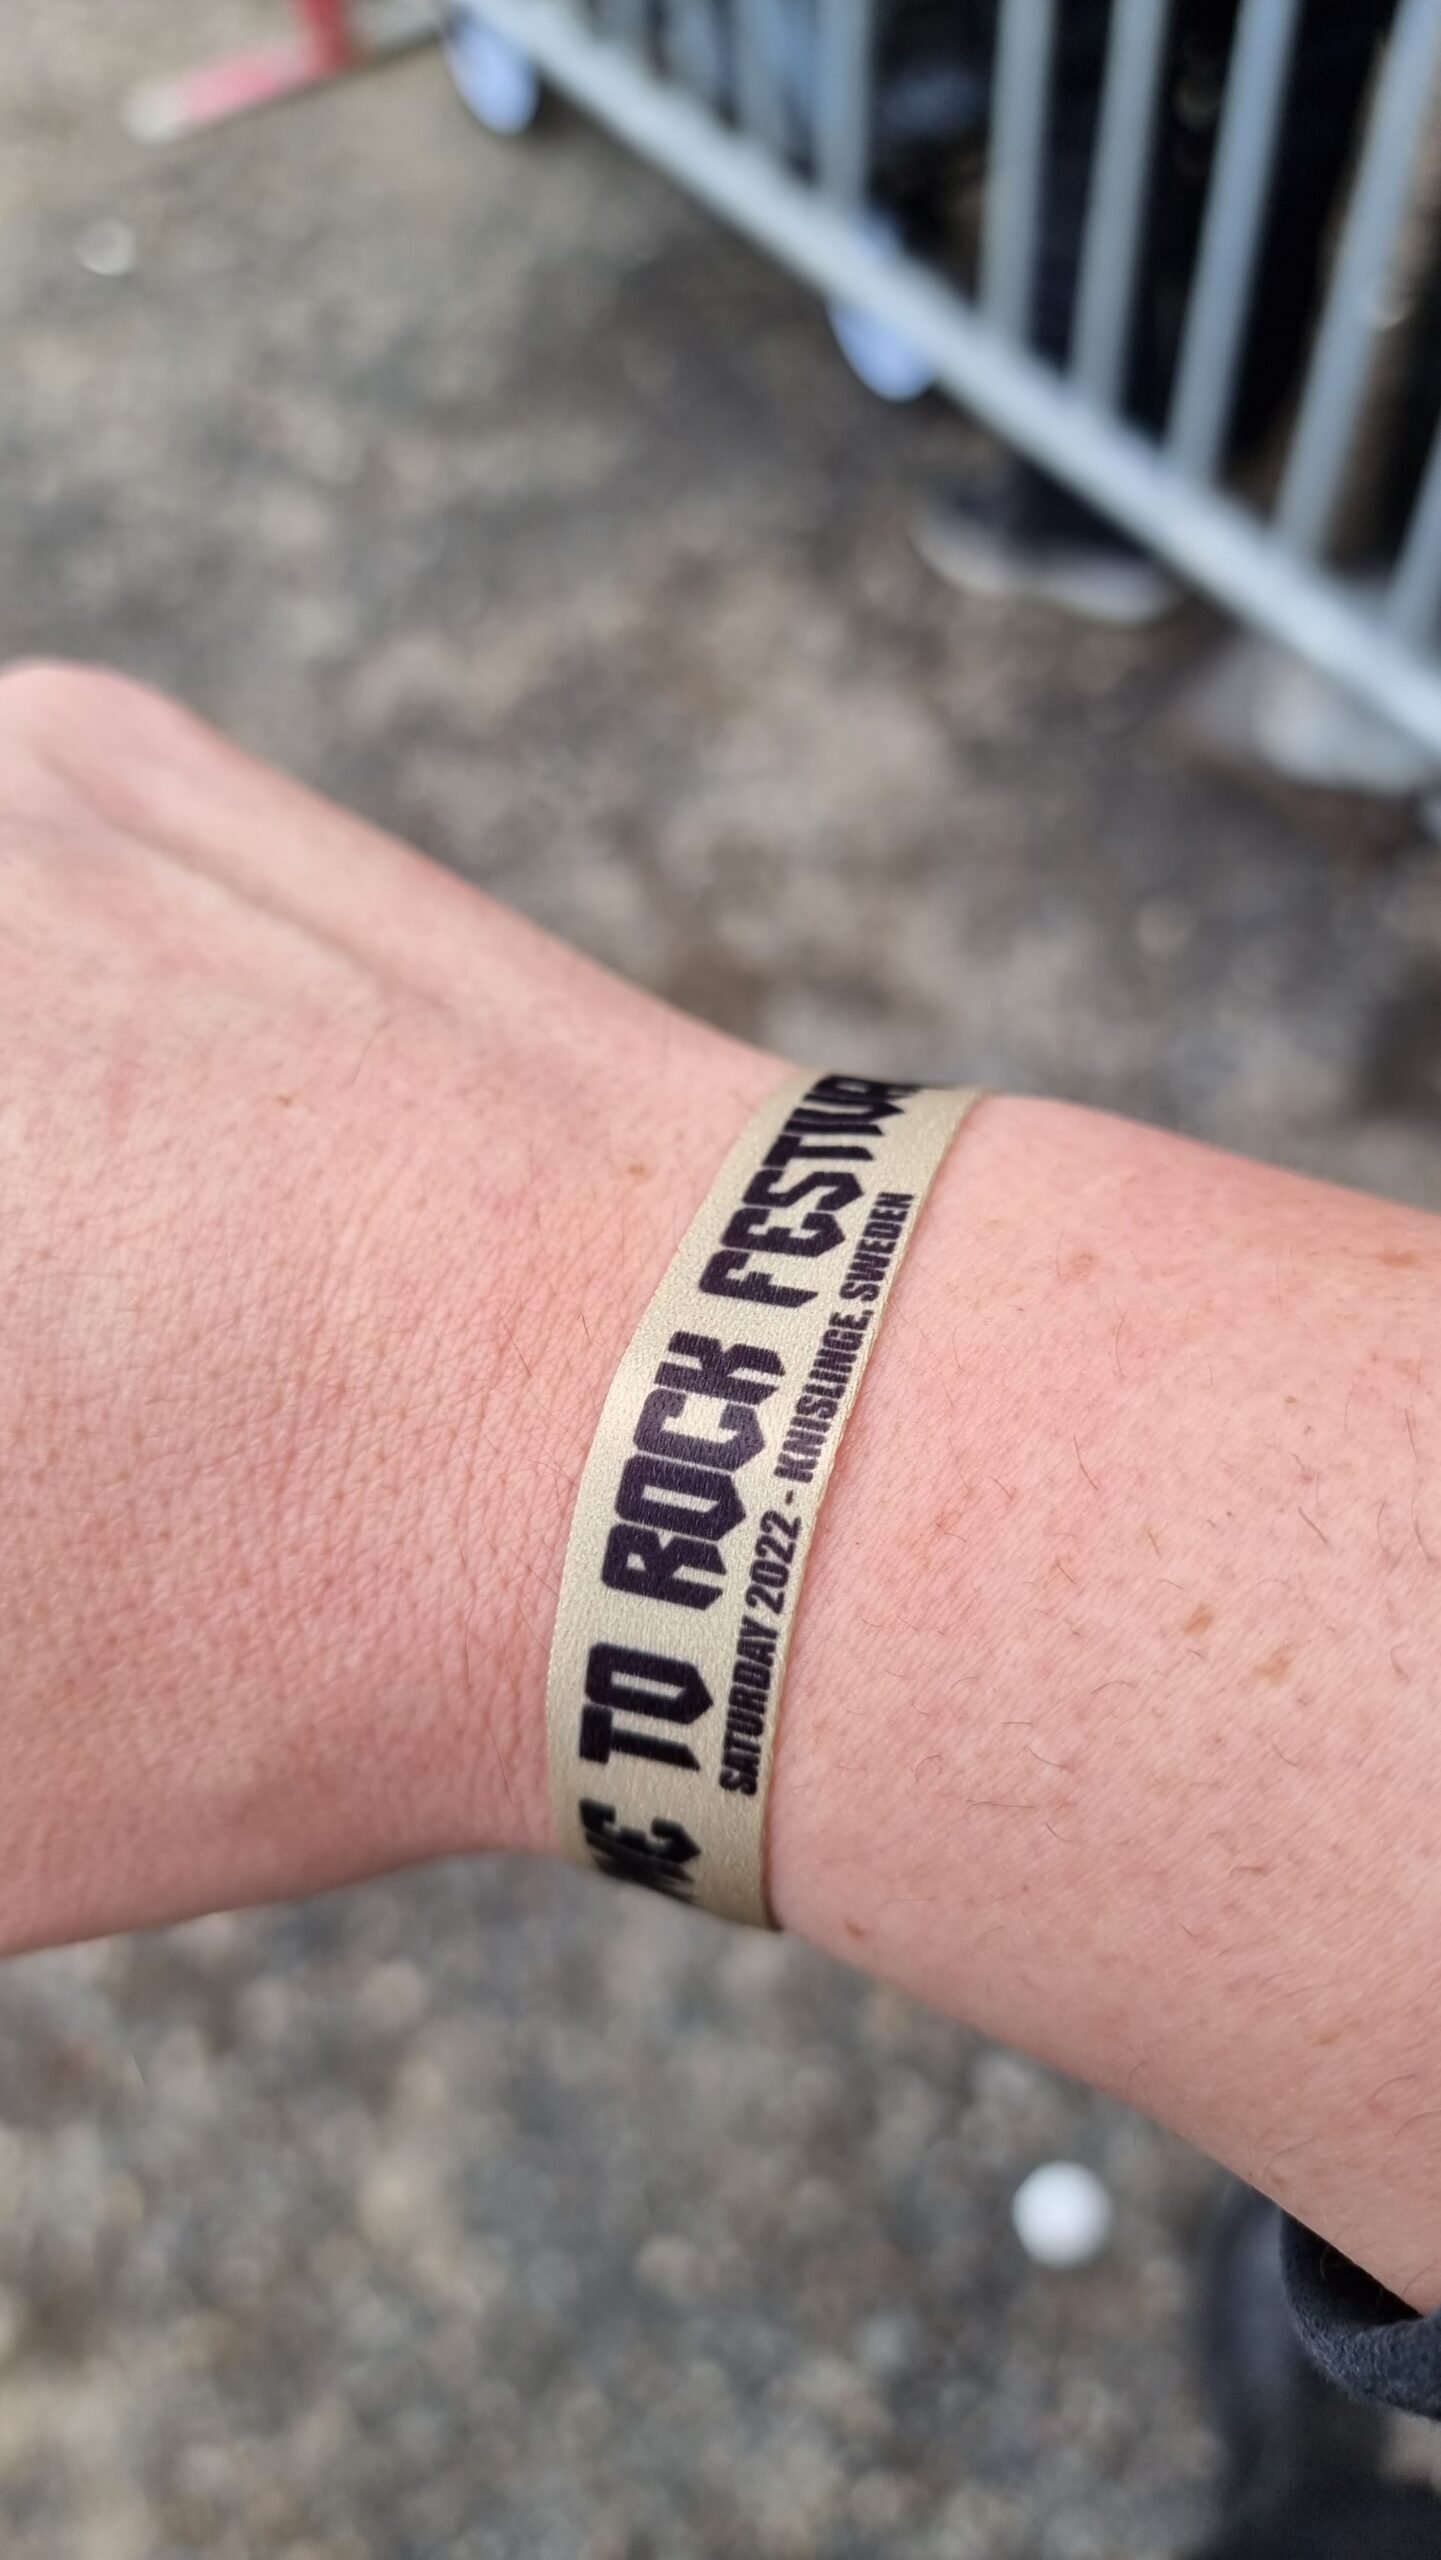 TO ROCK FESTIVA
SATURDAY 2022 - KNISLINGE, SWEDEN